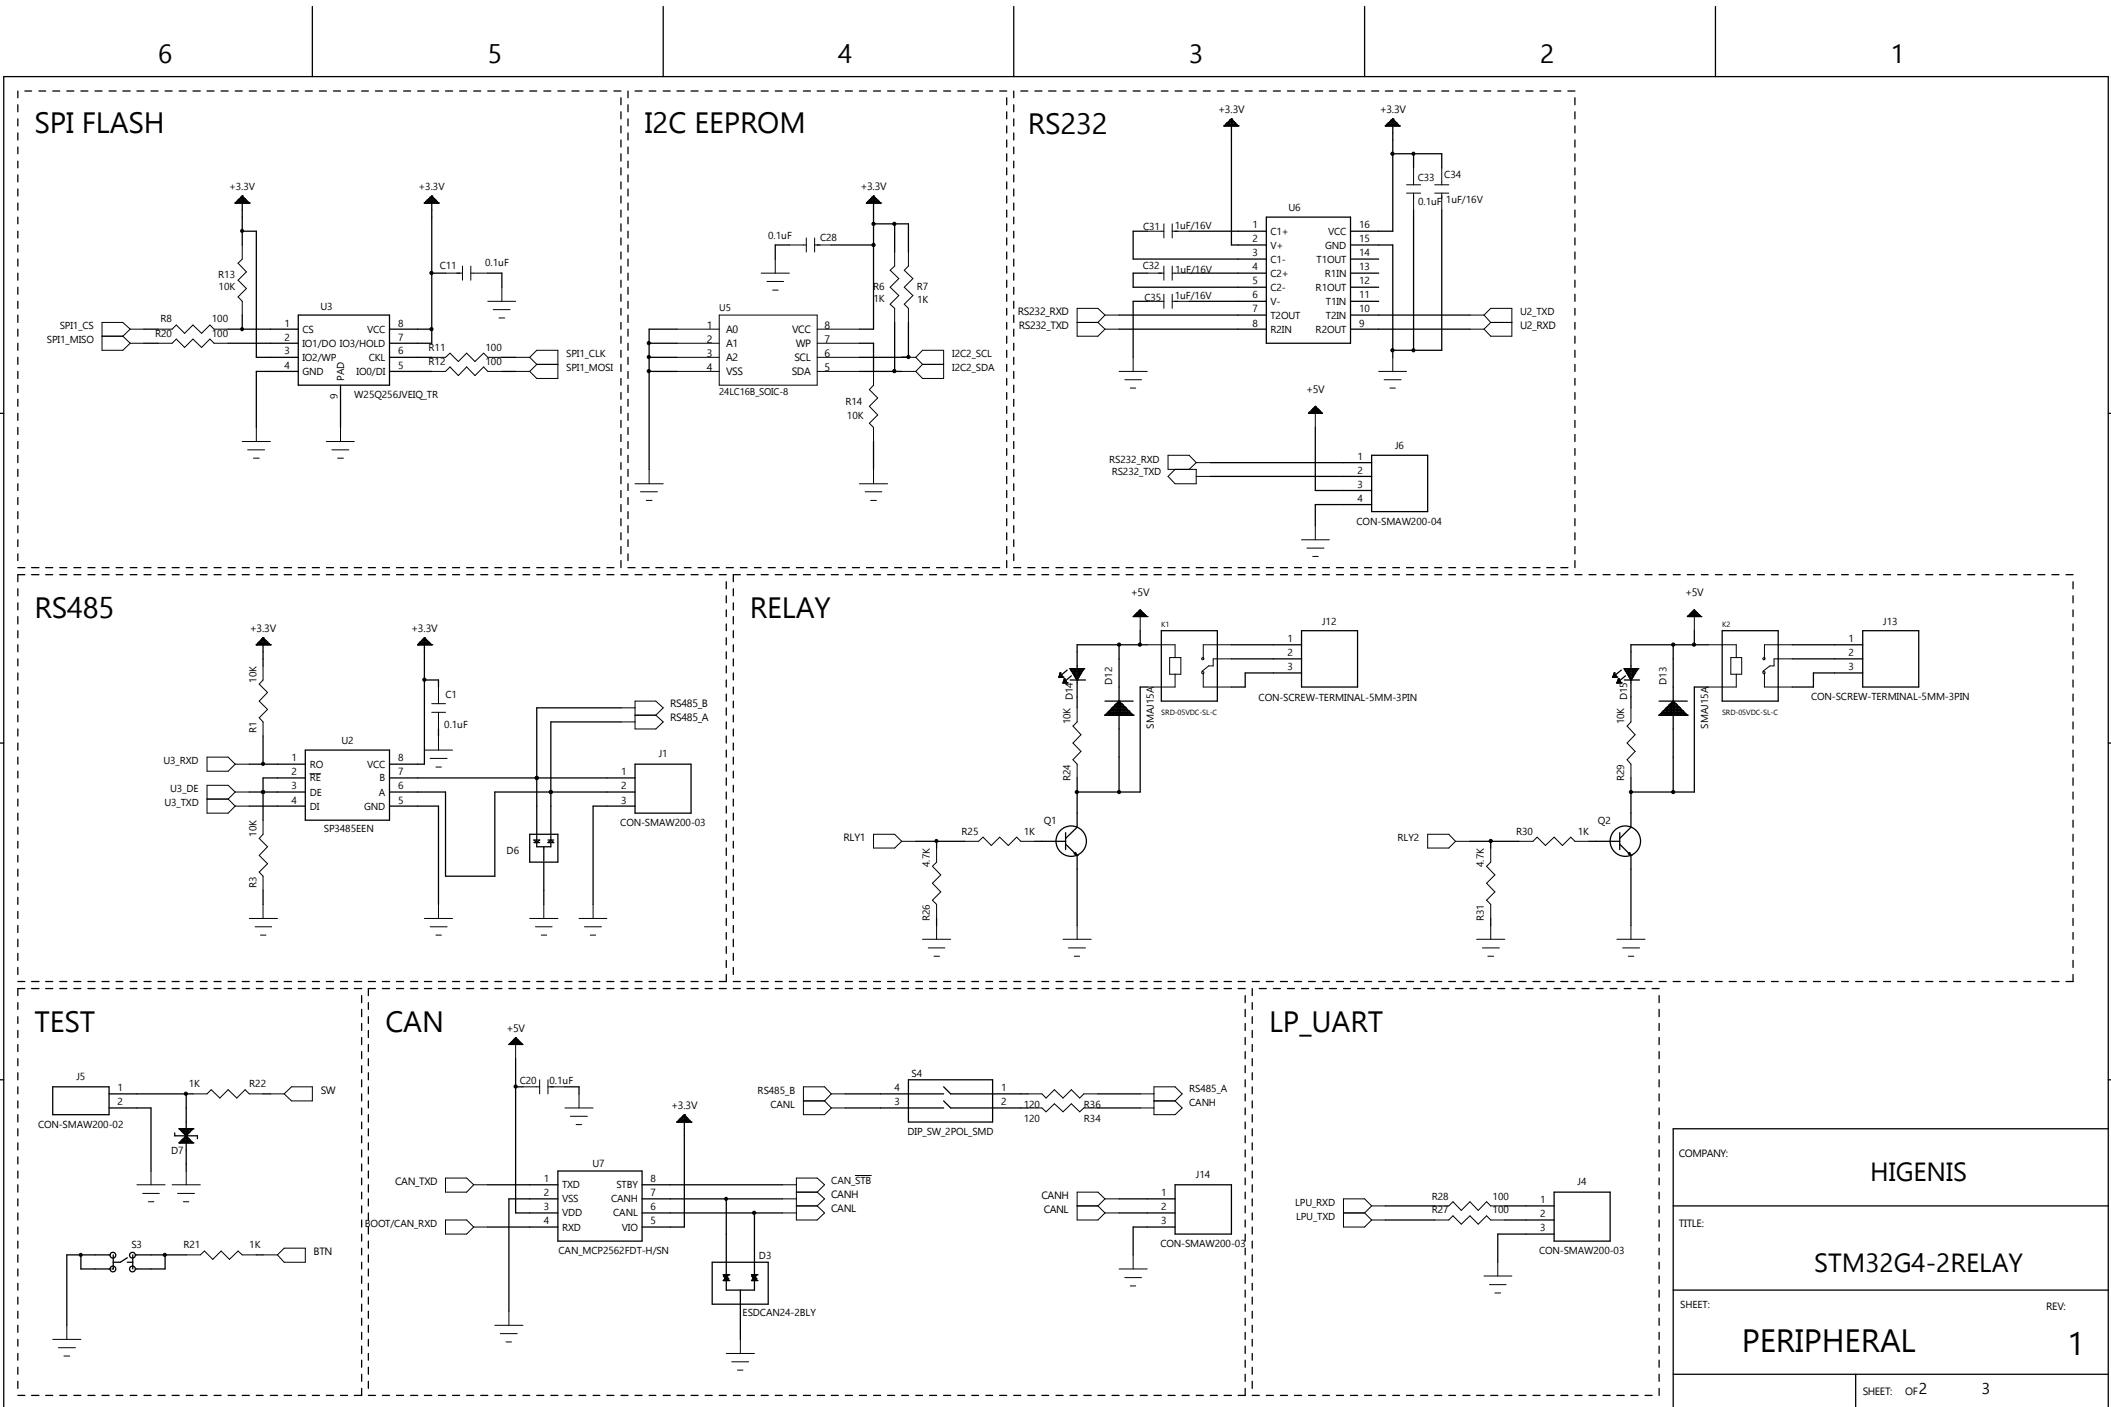 6 5 4 3 2 1
SPI FLASH
+3.3V
+3.3V
R13
10K
C11
0.1uF
U3
SPI1_CS
SPI1_MISO
R8 100
R20 100
1 CS
2 IO1/DO
3 IO2/WP
4 GND
PAD
9
VCC 8
IO3/HOLD 7
CKL 6
IO0/DI 5
R11 100
R12 100
SPI1_CLK
SPI1_MOSI
W25Q256JVEIQ_TR
I2C EEPROM
+3.3V
0.1uF
C28
R6
1K
R7
1K
U5
1 A0
2 A1
3 A2
4 VSS
VCC 8
WP 7
SCL 6
SDA 5
I2C2_SCL
I2C2_SDA
24LC16B_SOIC-8
R14
10K
RS232
+3.3V
+3.3V
C33
0.1uF
C34
1uF/16V
U6
C31 1uF/16V
C32 1uF/16V
C35 1uF/16V
1 C1+
2 V+
3 C1-
4 C2+
5 C2-
6 V-
7 T2OUT
8 R2IN
VCC 16
GND 15
T1OUT 14
R1IN 13
R1OUT 12
T1IN 11
T2IN 10
R2OUT 9
RS232_RXD
RS232_TXD
U2_TXD
U2_RXD
+5V
J6
RS232_RXD
RS232_TXD
1
2
3
4
CON-SMAW200-04
RS485
+3.3V
+3.3V
10K
R1
C1
0.1uF
RS485_B
RS485_A
U2
U3_RXD
U3_DE
U3_TXD
1 RO
2 RE
3 DE
4 DI
VCC 8
B 7
A 6
GND 5
SP3485EEN
10K
R3
J1
1
2
3
CON-SMAW200-03
D6
RELAY
+5V
K1
J12
1
2
3
D14
D12
SMAJ15A
SRD-05VDC-SL-C
CON-SCREW-TERMINAL-5MM-3PIN
10K
R24
RLY1
R25 1K
Q1
4.7K
R26
+5V
K2
J13
1
2
3
D15
D13
SMAJ15A
SRD-05VDC-SL-C
CON-SCREW-TERMINAL-5MM-3PIN
10K
R29
RLY2
R30 1K
Q2
4.7K
R31
TEST
J5
1
2
CON-SMAW200-02
1K R22
SW
D7
S3
R21 1K
BTN
CAN
+5V
C20 0.1uF
+3.3V
U7
CAN_TXD
BOOT/CAN_RXD
1 TXD
2 VSS
3 VDD
4 RXD
STBY 8
CANH 7
CANL 6
VIO 5
CAN_STB
CANH
CANL
CAN_MCP2562FDT-H/SN
D3
ESDCAN24-2BLY
S4
RS485_B
CANL
4 1
3 2
120 R36
120 R34
RS485_A
CANH
DIP_SW_2POL_SMD
J14
CANH
CANL
1
2
3
CON-SMAW200-03
LP_UART
J4
LPU_RXD
LPU_TXD
R28 100
R27 100
1
2
3
CON-SMAW200-03
COMPANY:
HIGENIS
TITLE:
STM32G4-2RELAY
SHEET: REV:
PERIPHERAL 1
SHEET: OF2 3